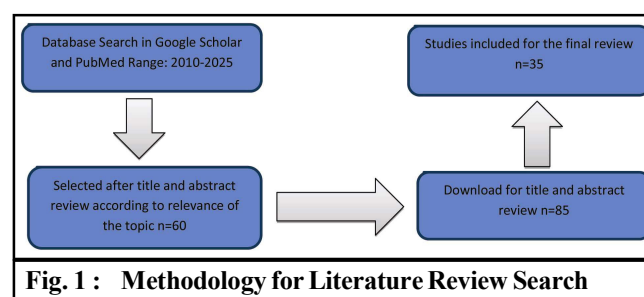 Database Search in Google Scholar
and PubMed Range: 2010-2025
Selected after title and abstract
review according to relevance of
the topic n=60
Download for title and abstract
review n=85
Studies included for the final review
n=35
Fig. 1 : Methodology for Literature Review Search